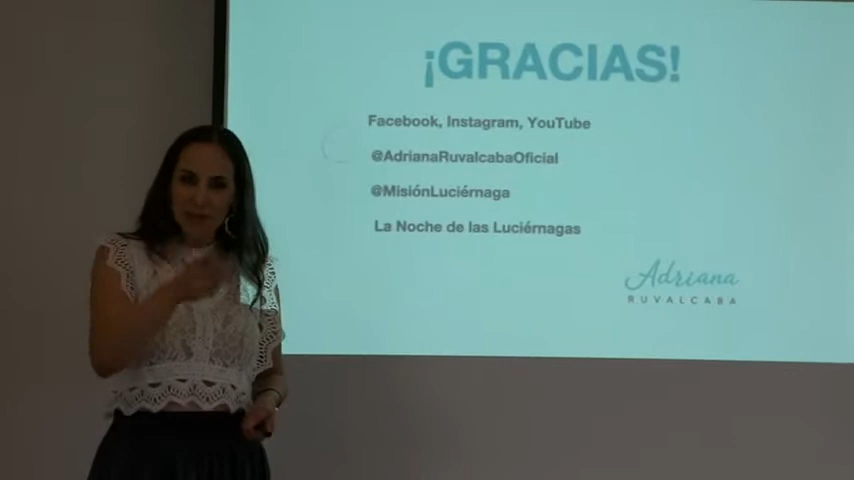 ¡GRACIAS!
Facebook, Instagram, YouTube
@AdrianaRuvalcabaOficial
@MisiónLuciérnaga
La Noche de las Luciérnagas
Adriana
RUVALCABA